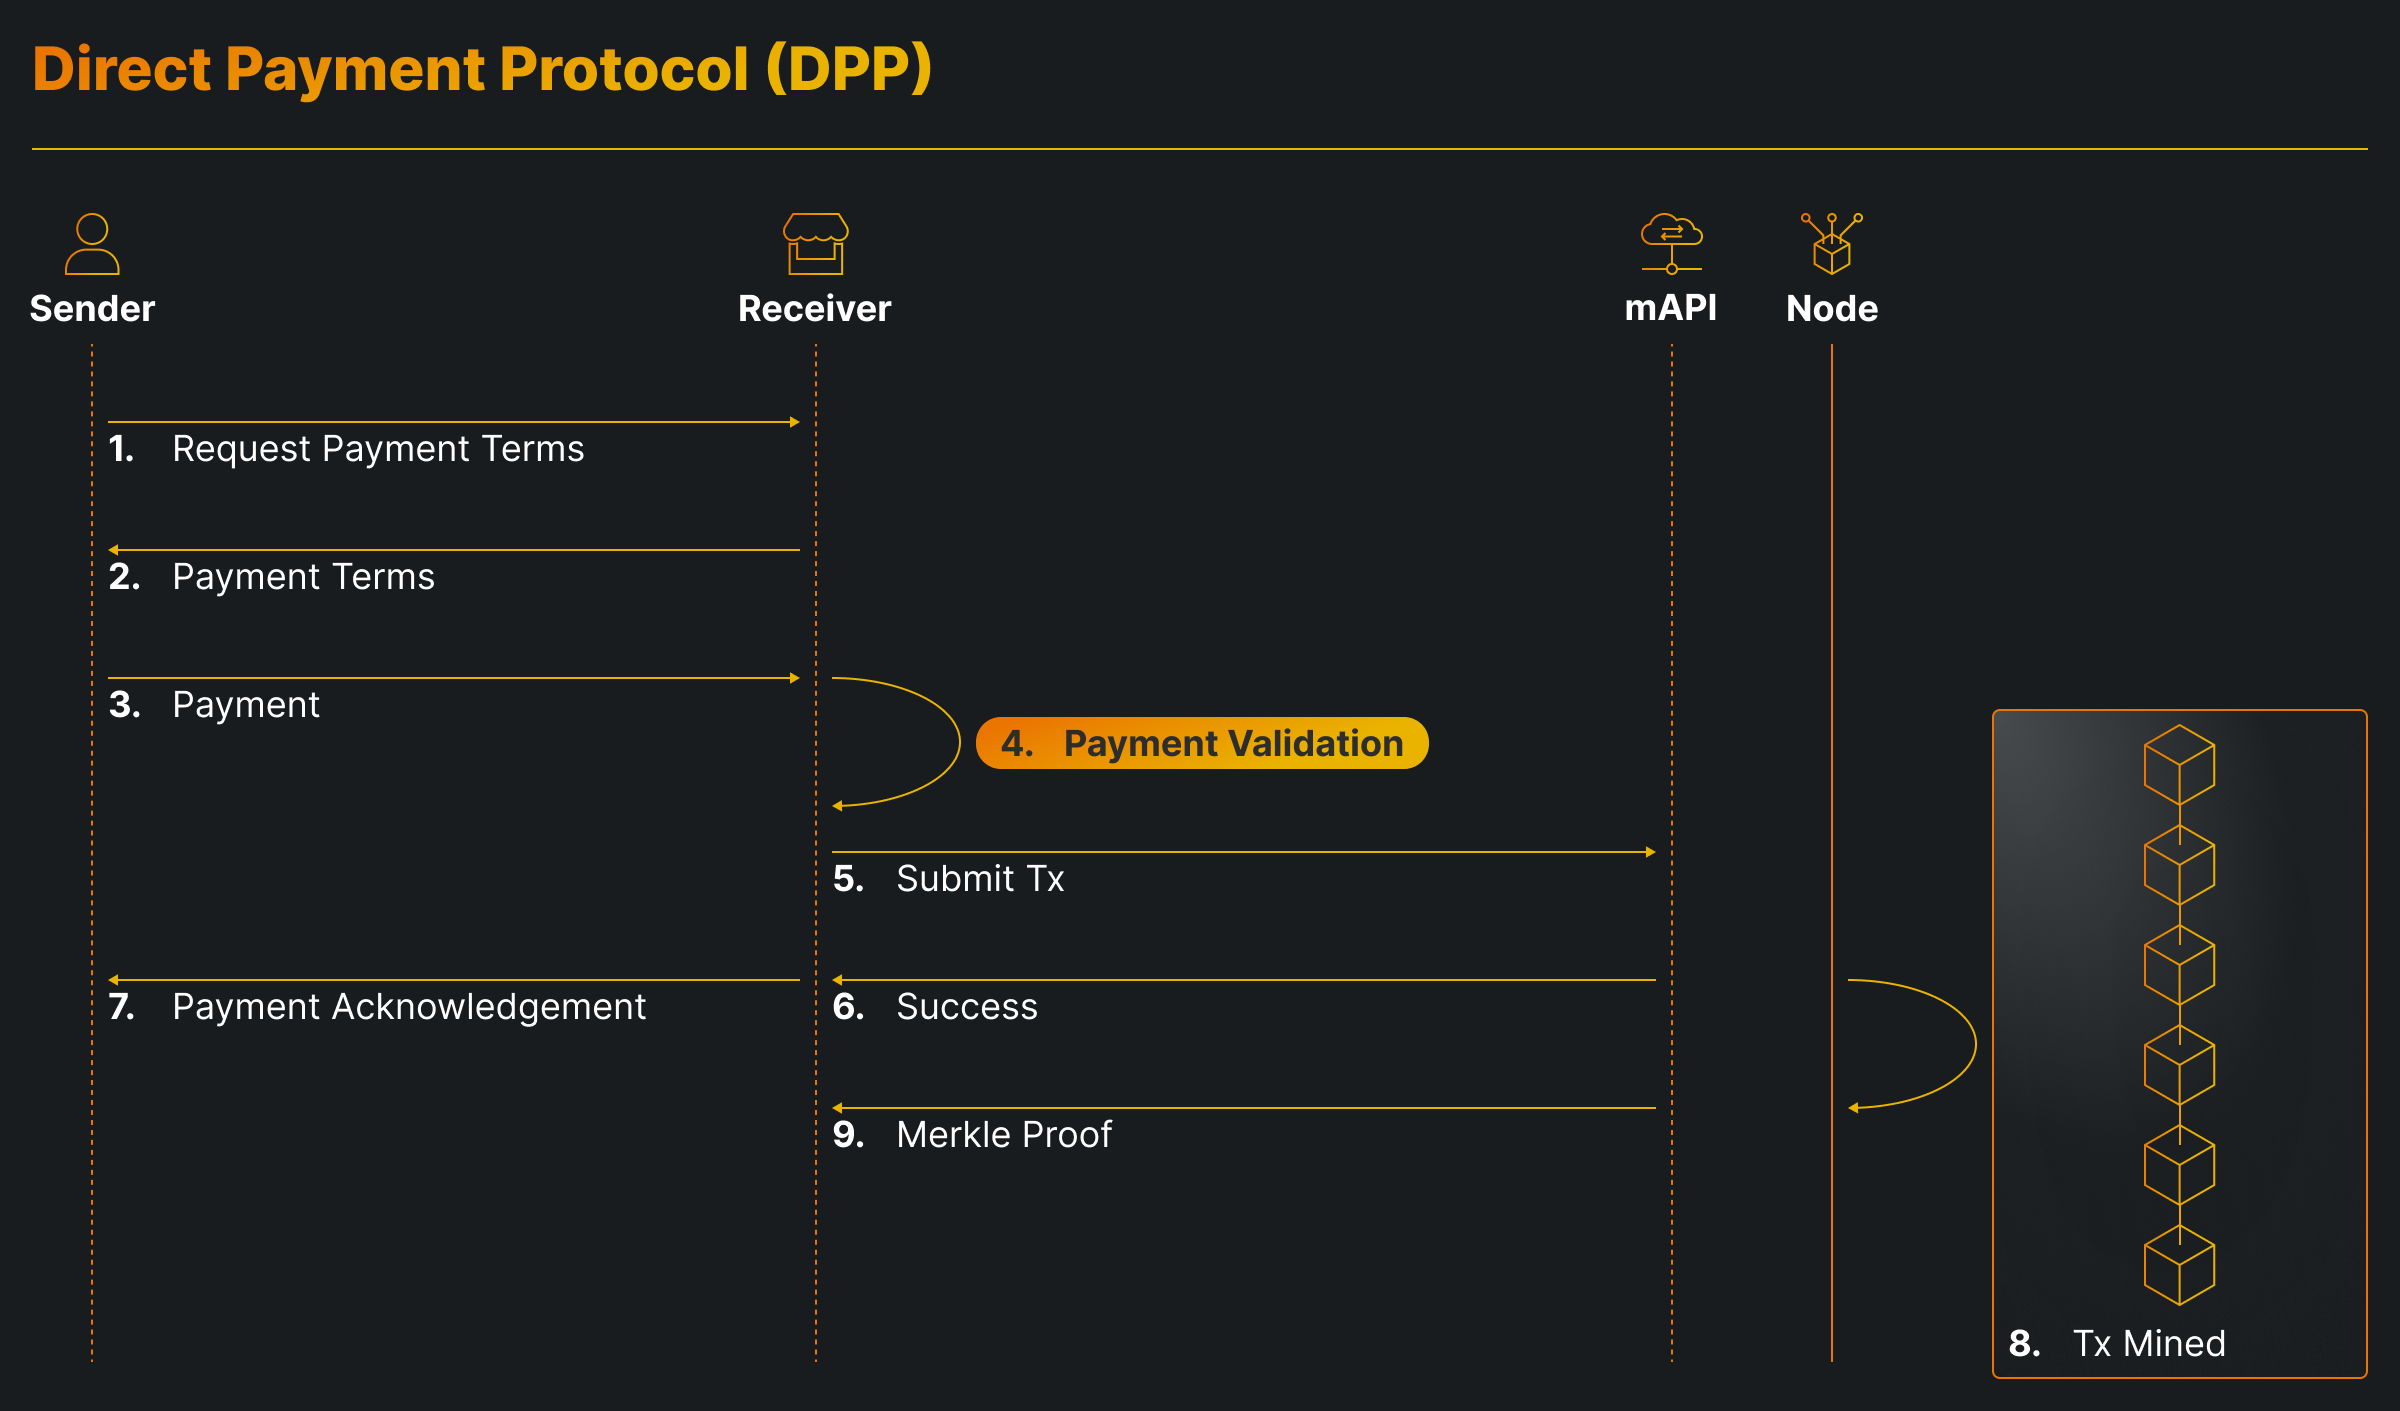 Direct Payment Protocol (DPP)
Sender
Receiver
mAPI
Node
1. Request Payment Terms
2. Payment Terms
3. Payment
4. Payment Validation
5. Submit Tx
7. Payment Acknowledgement
6. Success
9. Merkle Proof
8. Tx Mined